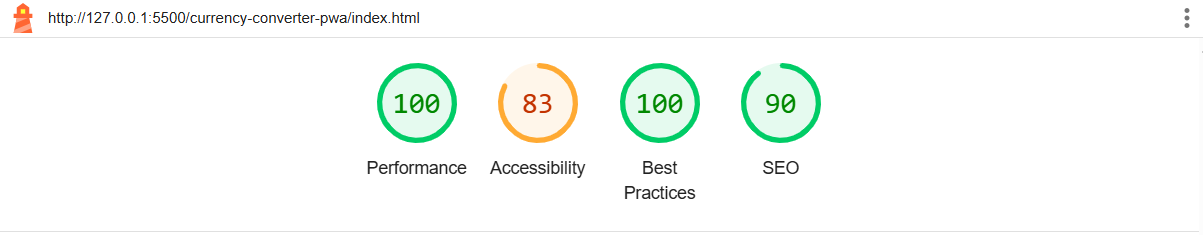 http://127.0.0.1:5500/currency-converter-pwa/index.html
100
83
100
90
Performance
Accessibility
Best
Practices
SEO